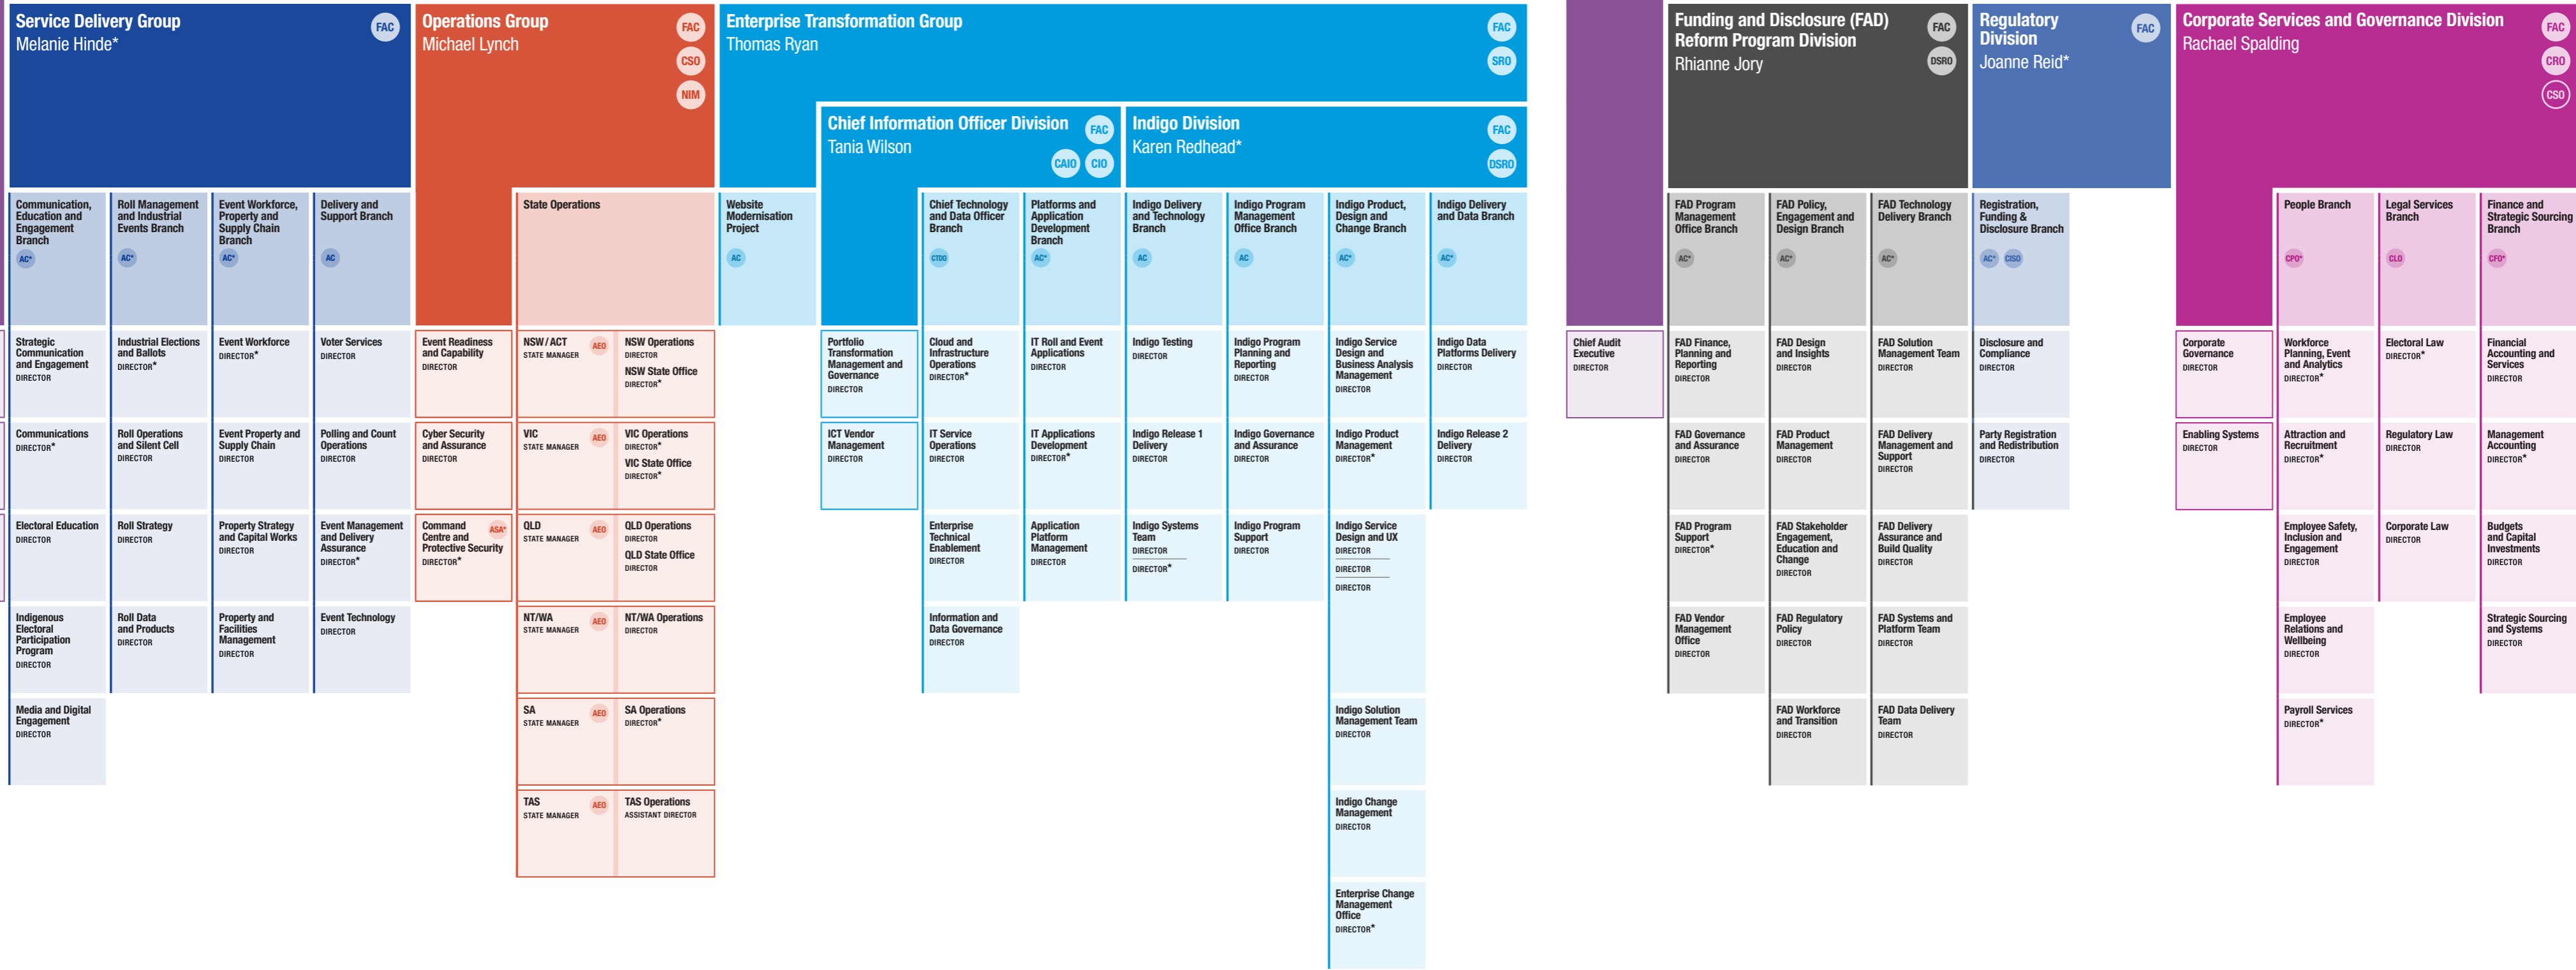 Service Delivery Group
Melanie Hinde*
FAC
Operations Group
Michael Lynch
FAC
CSO
NIM
Enterprise Transformation Group
Thomas Ryan
FAC
SRO
Chief Information Officer Division
Tania Wilson
FAC
CAIO
CIO
Indigo Division
Karen Redhead*
FAC
DSRO
Funding and Disclosure (FAD)
Reform Program Division
Rhianne Jory
FAC
DSRO
Regulatory
Division
Joanne Reid*
FAC
Corporate Services and Governance Division
Rachael Spalding
FAC
CRO
CSO
Communication,
Education and
Engagement
Branch
AC*
Strategic
Communication
and Engagement
DIRECTOR
Communications
DIRECTOR*
Electoral Education
DIRECTOR
Indigenous
Electoral
Participation
Program
DIRECTOR
Media and Digital
Engagement
DIRECTOR
Roll Management
and Industrial
Events Branch
AC*
Industrial Elections
and Ballots
DIRECTOR*
Roll Operations
and Silent Cell
DIRECTOR
Roll Strategy
DIRECTOR
Roll Data
and Products
DIRECTOR
Event Workforce,
Property and
Supply Chain
Branch
AC*
Event Workforce
DIRECTOR*
Event Property and
Supply Chain
DIRECTOR
Property Strategy
and Capital Works
DIRECTOR
Property and
Facilities
Management
DIRECTOR
Delivery and
Support Branch
AC
Voter Services
DIRECTOR
Polling and Count
Operations
DIRECTOR
Event Management
and Delivery
Assurance
DIRECTOR*
Event Technology
DIRECTOR
Event Readiness
and Capability
DIRECTOR
Cyber Security
and Assurance
DIRECTOR
Command
Centre and
Protective Security
DIRECTOR*
ASA*
State Operations
NSW / ACT
STATE MANAGER
AEO
NSW Operations
DIRECTOR
NSW State Office
DIRECTOR*
VIC
STATE MANAGER
AEO
VIC Operations
DIRECTOR*
VIC State Office
DIRECTOR*
QLD
STATE MANAGER
AEO
QLD Operations
DIRECTOR
QLD State Office
DIRECTOR
NT/WA
STATE MANAGER
AEO
NT/WA Operations
DIRECTOR
SA
STATE MANAGER
AEO
SA Operations
DIRECTOR*
TAS
STATE MANAGER
AEO
TAS Operations
ASSISTANT DIRECTOR
Website
Modernisation
Project
AC
Portfolio
Transformation
Management and
Governance
DIRECTOR
ICT Vendor
Management
DIRECTOR
Chief Technology
and Data Officer
Branch
CTDO
Cloud and
Infrastructure
Operations
DIRECTOR*
IT Service
Operations
DIRECTOR
Enterprise
Technical
Enablement
DIRECTOR
Information and
Data Governance
DIRECTOR
Platforms and
Application
Development
Branch
AC*
IT Roll and Event
Applications
DIRECTOR
IT Applications
Development
DIRECTOR*
Application
Platform
Management
DIRECTOR
Indigo Delivery
and Technology
Branch
AC
Indigo Testing
DIRECTOR
Indigo Release 1
Delivery
DIRECTOR
Indigo Systems
Team
DIRECTOR
DIRECTOR*
Indigo Program
Management
Office Branch
AC
Indigo Program
Planning and
Reporting
DIRECTOR
Indigo Governance
and Assurance
DIRECTOR
Indigo Program
Support
DIRECTOR
Indigo Product,
Design and
Change Branch
AC*
Indigo Service
Design and
Business Analysis
Management
DIRECTOR
Indigo Product
Management
DIRECTOR*
Indigo Service
Design and UX
DIRECTOR
DIRECTOR
DIRECTOR
Indigo Solution
Management Team
DIRECTOR
Indigo Change
Management
DIRECTOR
Enterprise Change
Management
Office
DIRECTOR*
Indigo Delivery
and Data Branch
AC*
Indigo Data
Platforms Delivery
DIRECTOR
Indigo Release 2
Delivery
DIRECTOR
Chief Audit
Executive
DIRECTOR
FAD Program
Management
Office Branch
AC*
FAD Finance,
Planning and
Reporting
DIRECTOR
FAD Governance
and Assurance
DIRECTOR
FAD Program
Support
DIRECTOR*
FAD Vendor
Management
Office
DIRECTOR
FAD Policy,
Engagement and
Design Branch
AC*
FAD Design
and Insights
DIRECTOR
FAD Product
Management
DIRECTOR
FAD Stakeholder
Engagement,
Education and
Change
DIRECTOR
FAD Regulatory
Policy
DIRECTOR
FAD Workforce
and Transition
DIRECTOR
FAD Technology
Delivery Branch
AC*
FAD Solution
Management Team
DIRECTOR
FAD Delivery
Management and
Support
DIRECTOR
FAD Delivery
Assurance and
Build Quality
DIRECTOR
FAD Systems and
Platform Team
DIRECTOR
FAD Data Delivery
Team
DIRECTOR
Registration,
Funding &
Disclosure Branch
AC*
CISO
Disclosure and
Compliance
DIRECTOR
Party Registration
and Redistribution
DIRECTOR
Corporate
Governance
DIRECTOR
Enabling Systems
DIRECTOR
People Branch
CPO*
Workforce
Planning, Event
and Analytics
DIRECTOR*
Attraction and
Recruitment
DIRECTOR*
Employee Safety,
Inclusion and
Engagement
DIRECTOR
Employee
Relations and
Wellbeing
DIRECTOR
Payroll Services
DIRECTOR*
Legal Services
Branch
CLO
Electoral Law
DIRECTOR*
Regulatory Law
DIRECTOR
Corporate Law
DIRECTOR
Finance and
Strategic Sourcing
Branch
CFO*
Financial
Accounting and
Services
DIRECTOR
Management
Accounting
DIRECTOR*
Budgets
and Capital
Investments
DIRECTOR
Strategic Sourcing
and Systems
DIRECTOR